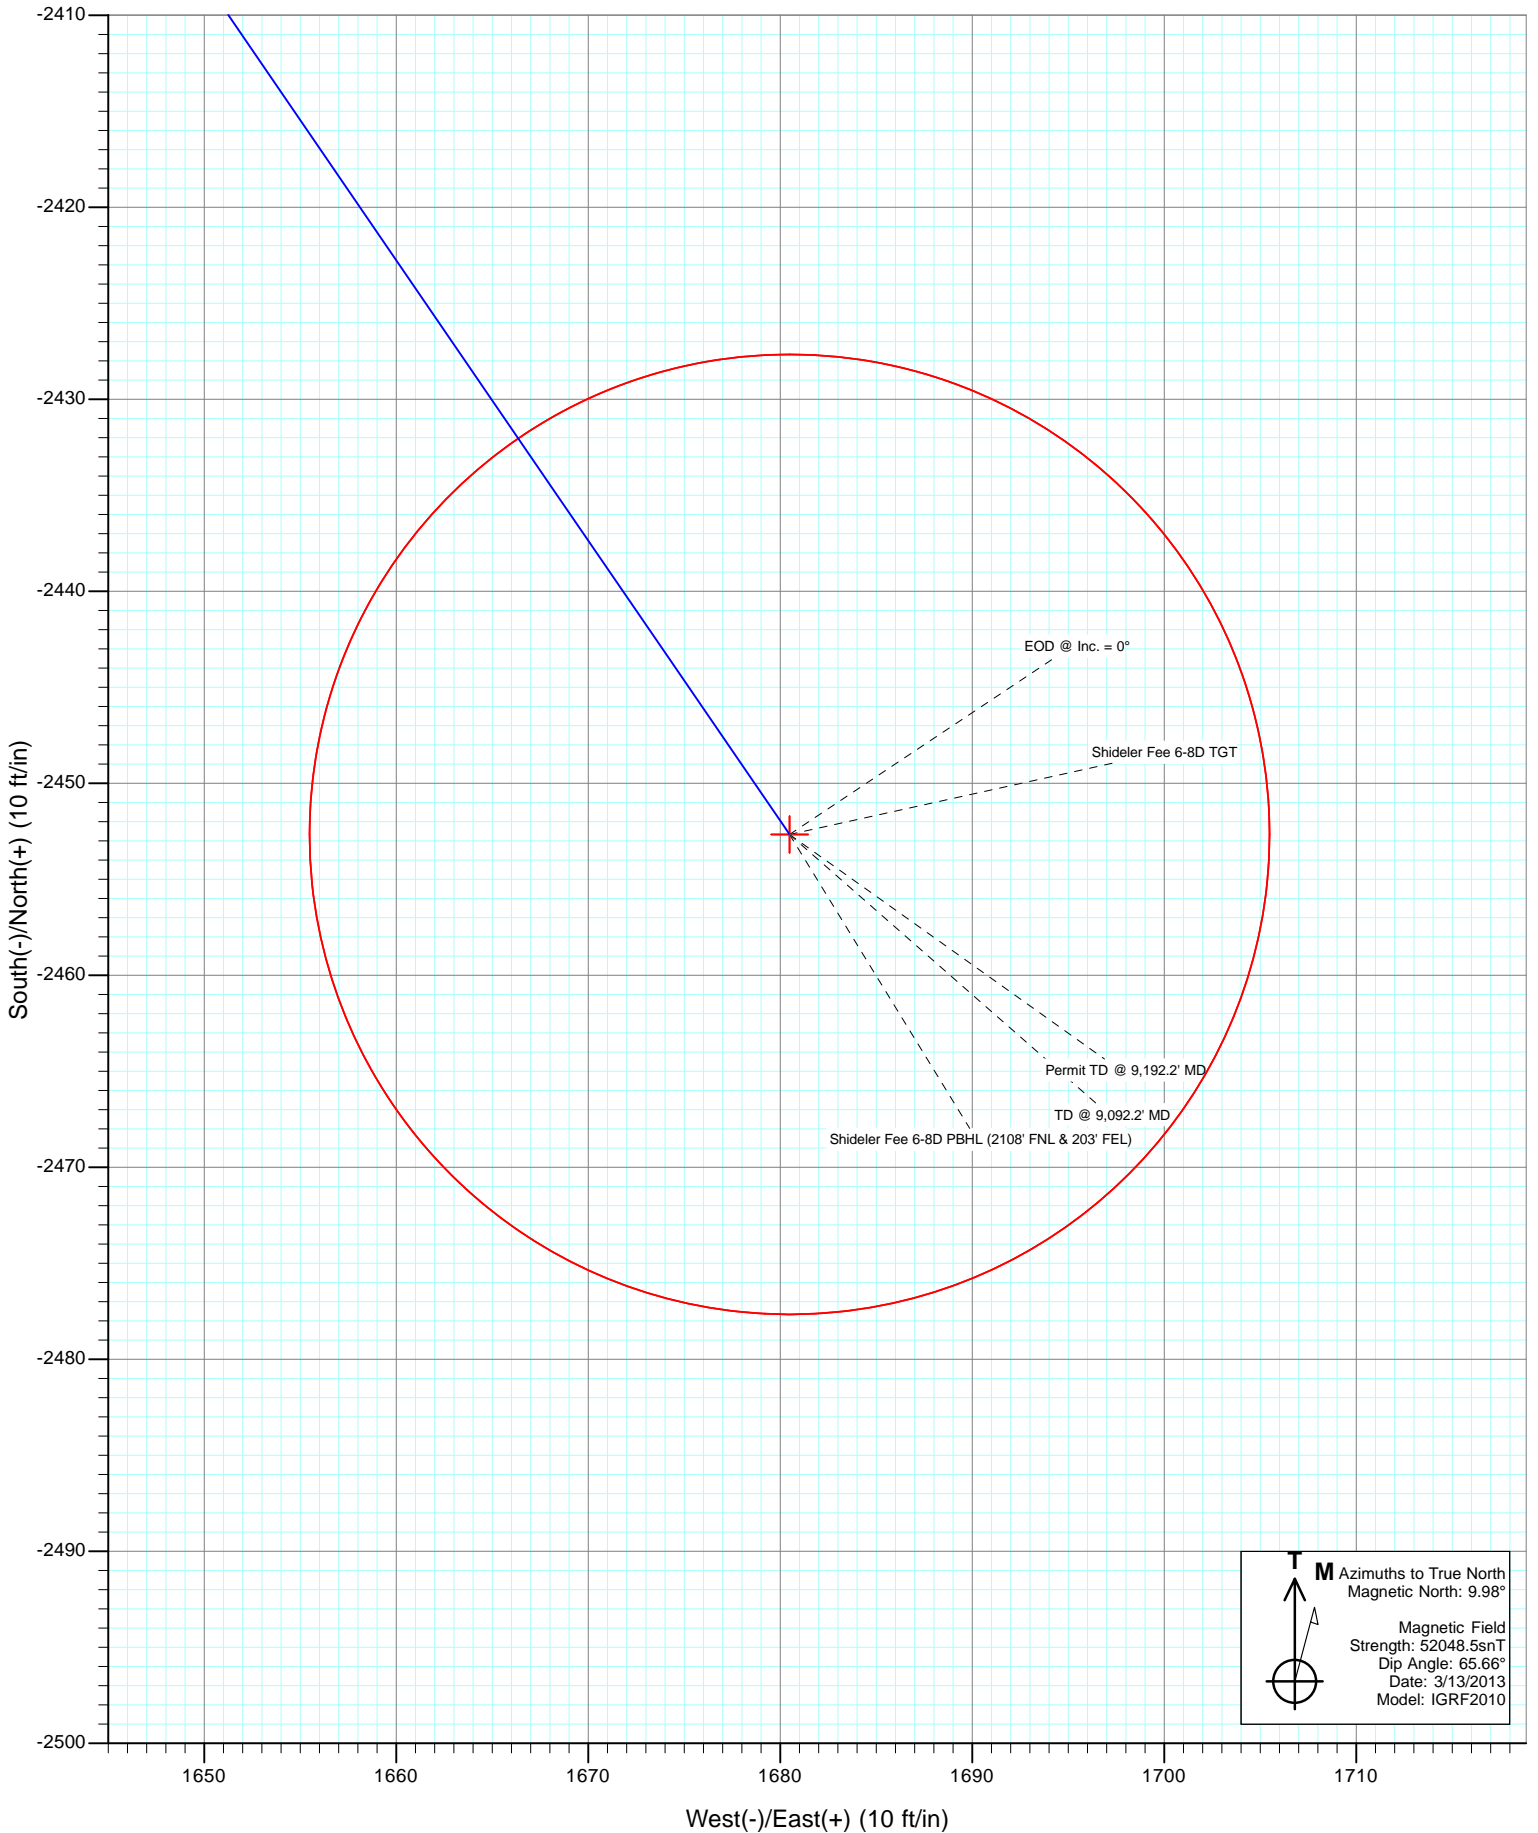 -2410
-2420
-2430
-2440
-2450
-2460
-2470
-2480
-2490
-2500
South(-)/North(+) (10 ft/in)
EOD @ Inc. = 0°
Shideler Fee 6-8D TGT
Permit TD @ 9,192.2' MD
TD @ 9,092.2' MD
Shideler Fee 6-8D PBHL (2108' FNL & 203' FEL)
T
M
Azimuths to True North
Magnetic North: 9.98°
Magnetic Field
Strength: 52048.5snT
Dip Angle: 65.66°
Date: 3/13/2013
Model: IGRF2010
1650 1660 1670 1680 1690 1700 1710
West(-)/East(+) (10 ft/in)